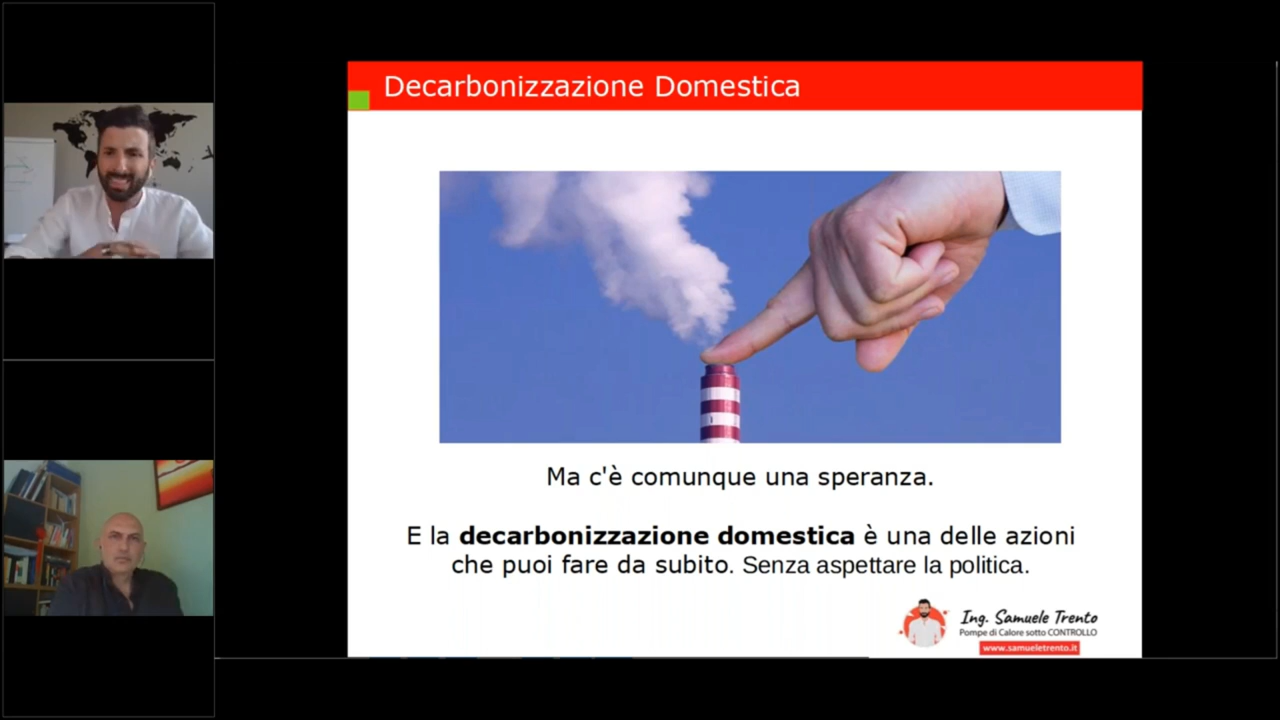 Decarbonizzazione Domestica
Ma c'è comunque una speranza.
E la decarbonizzazione domestica è una delle azioni
che puoi fare da subito. Senza aspettare la politica.
Ing. Samuele Trento
Pompe di Calore sotto CONTROLLO
www.samueletrento.it